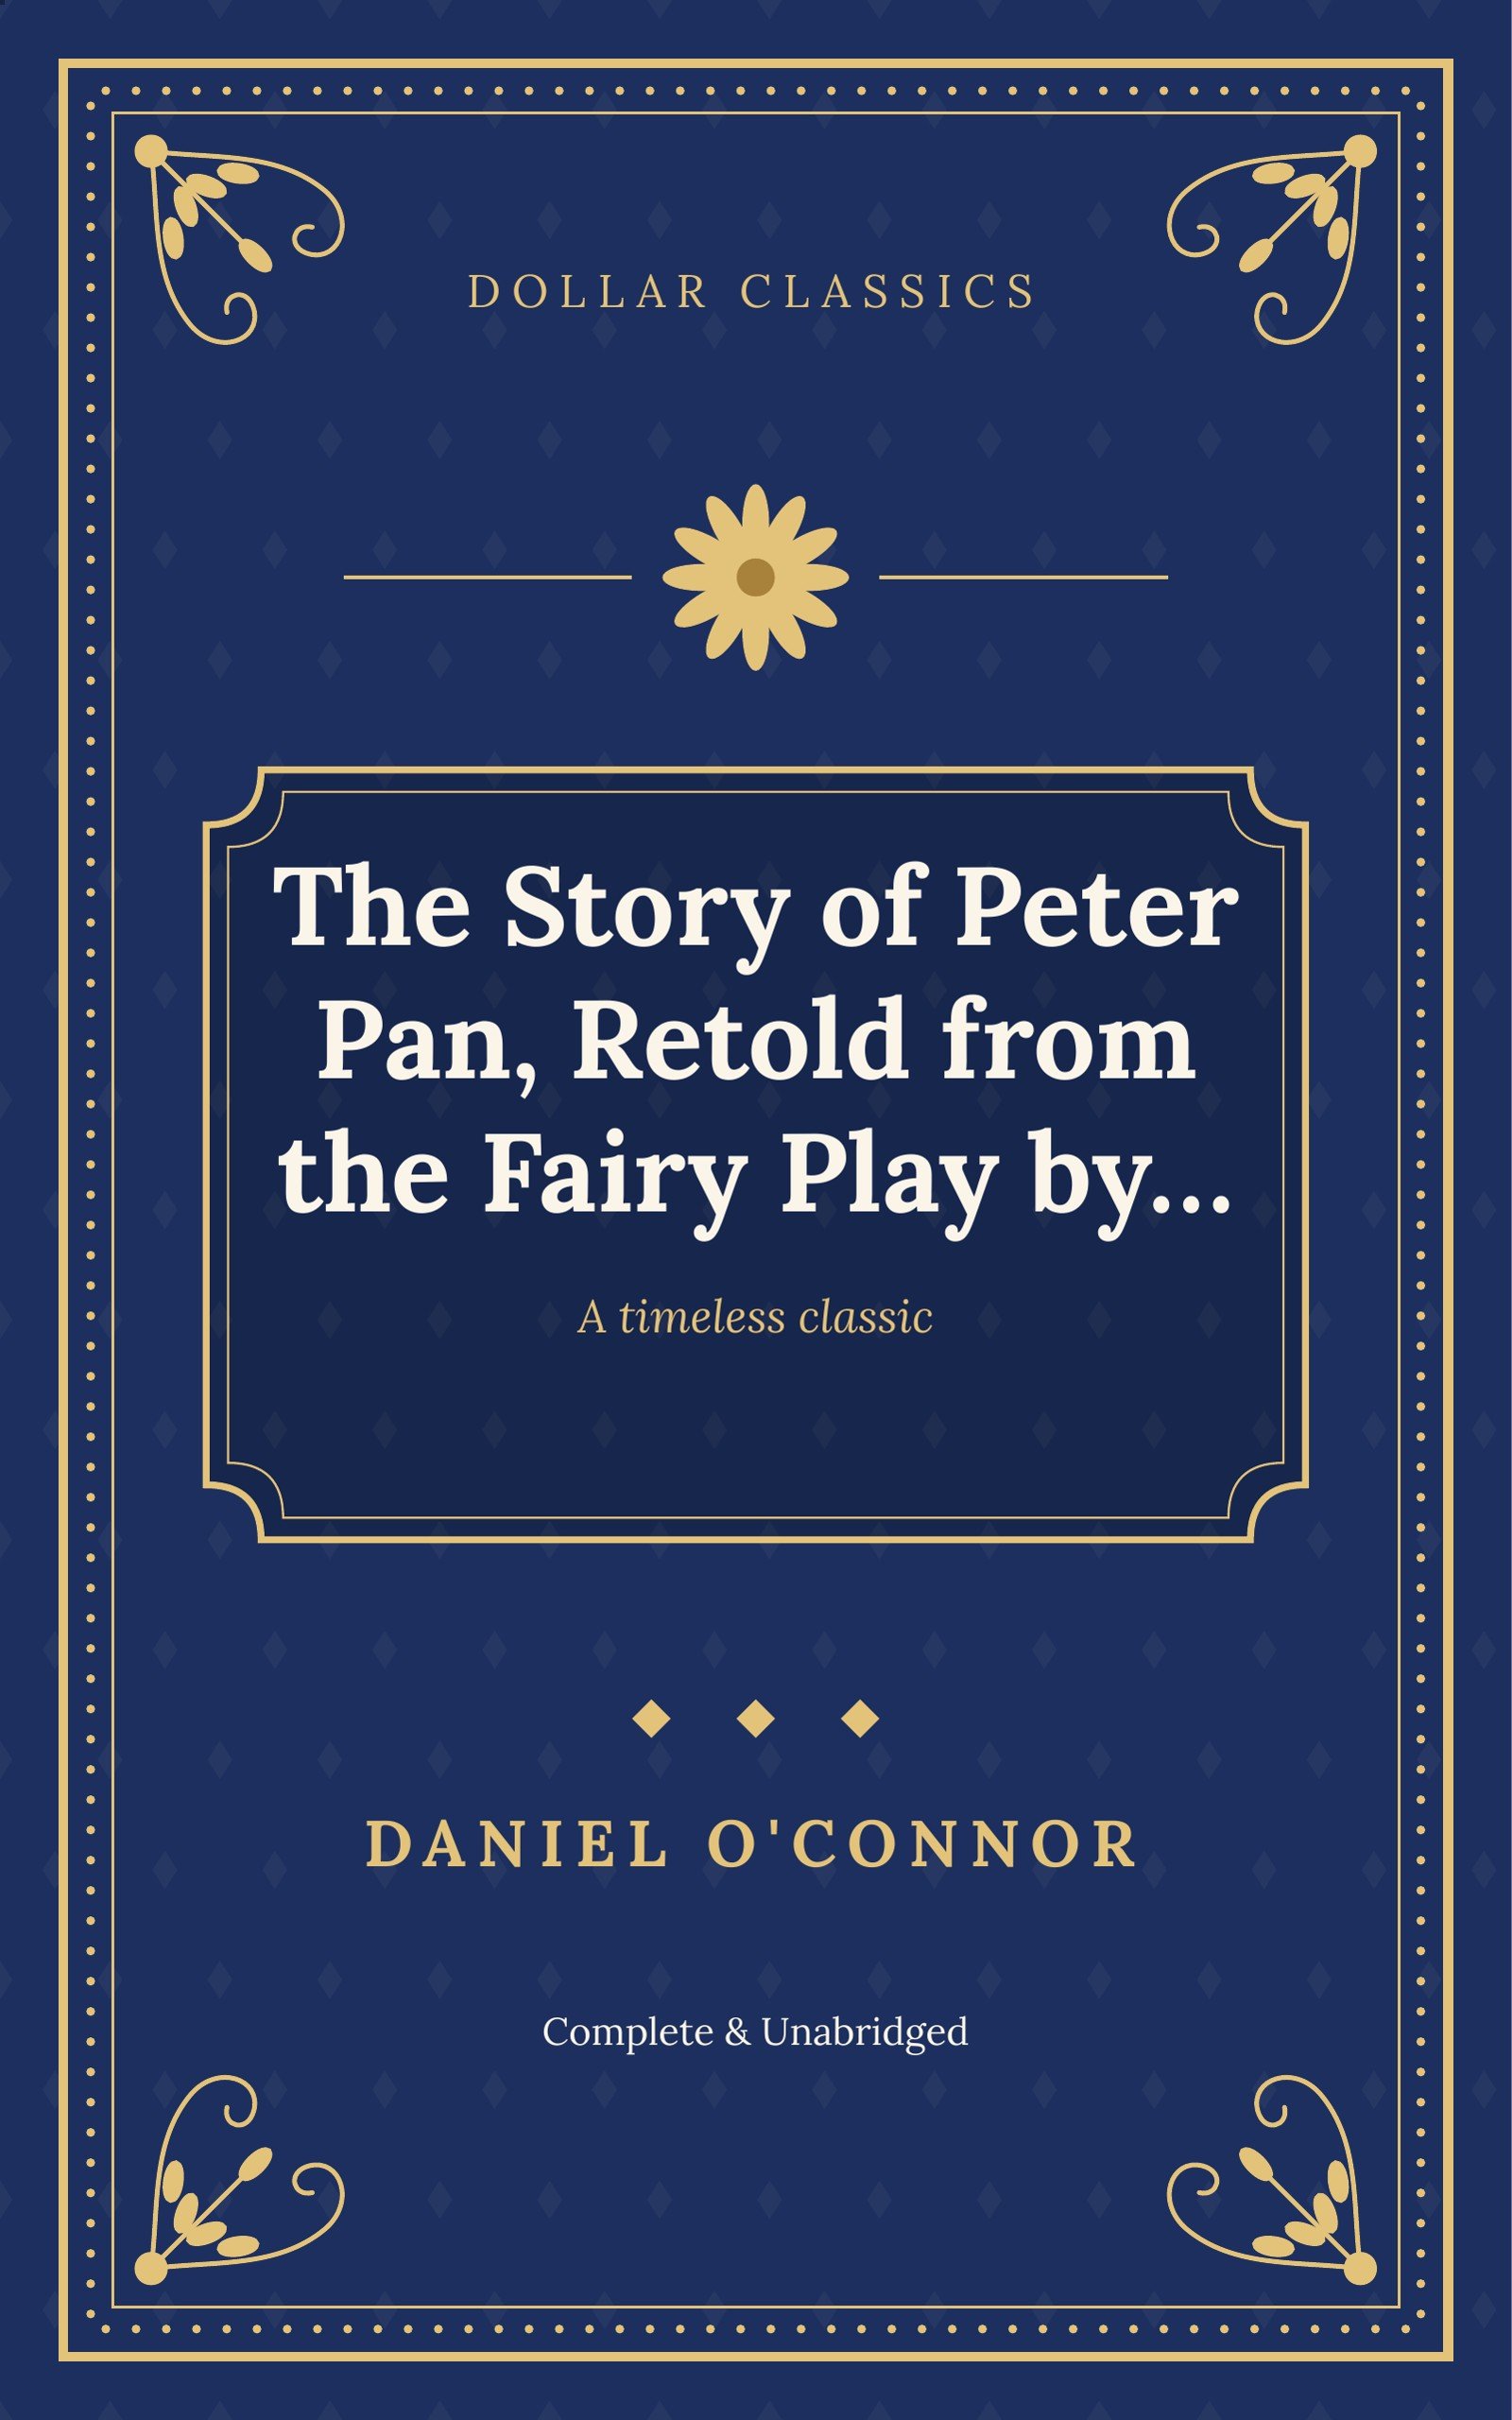 DOLLAR CLASSICS
The Story of Peter
Pan, Retold from
the Fairy Play by...
A timeless classic
DANIEL O'CONNOR
Complete & Unabridged